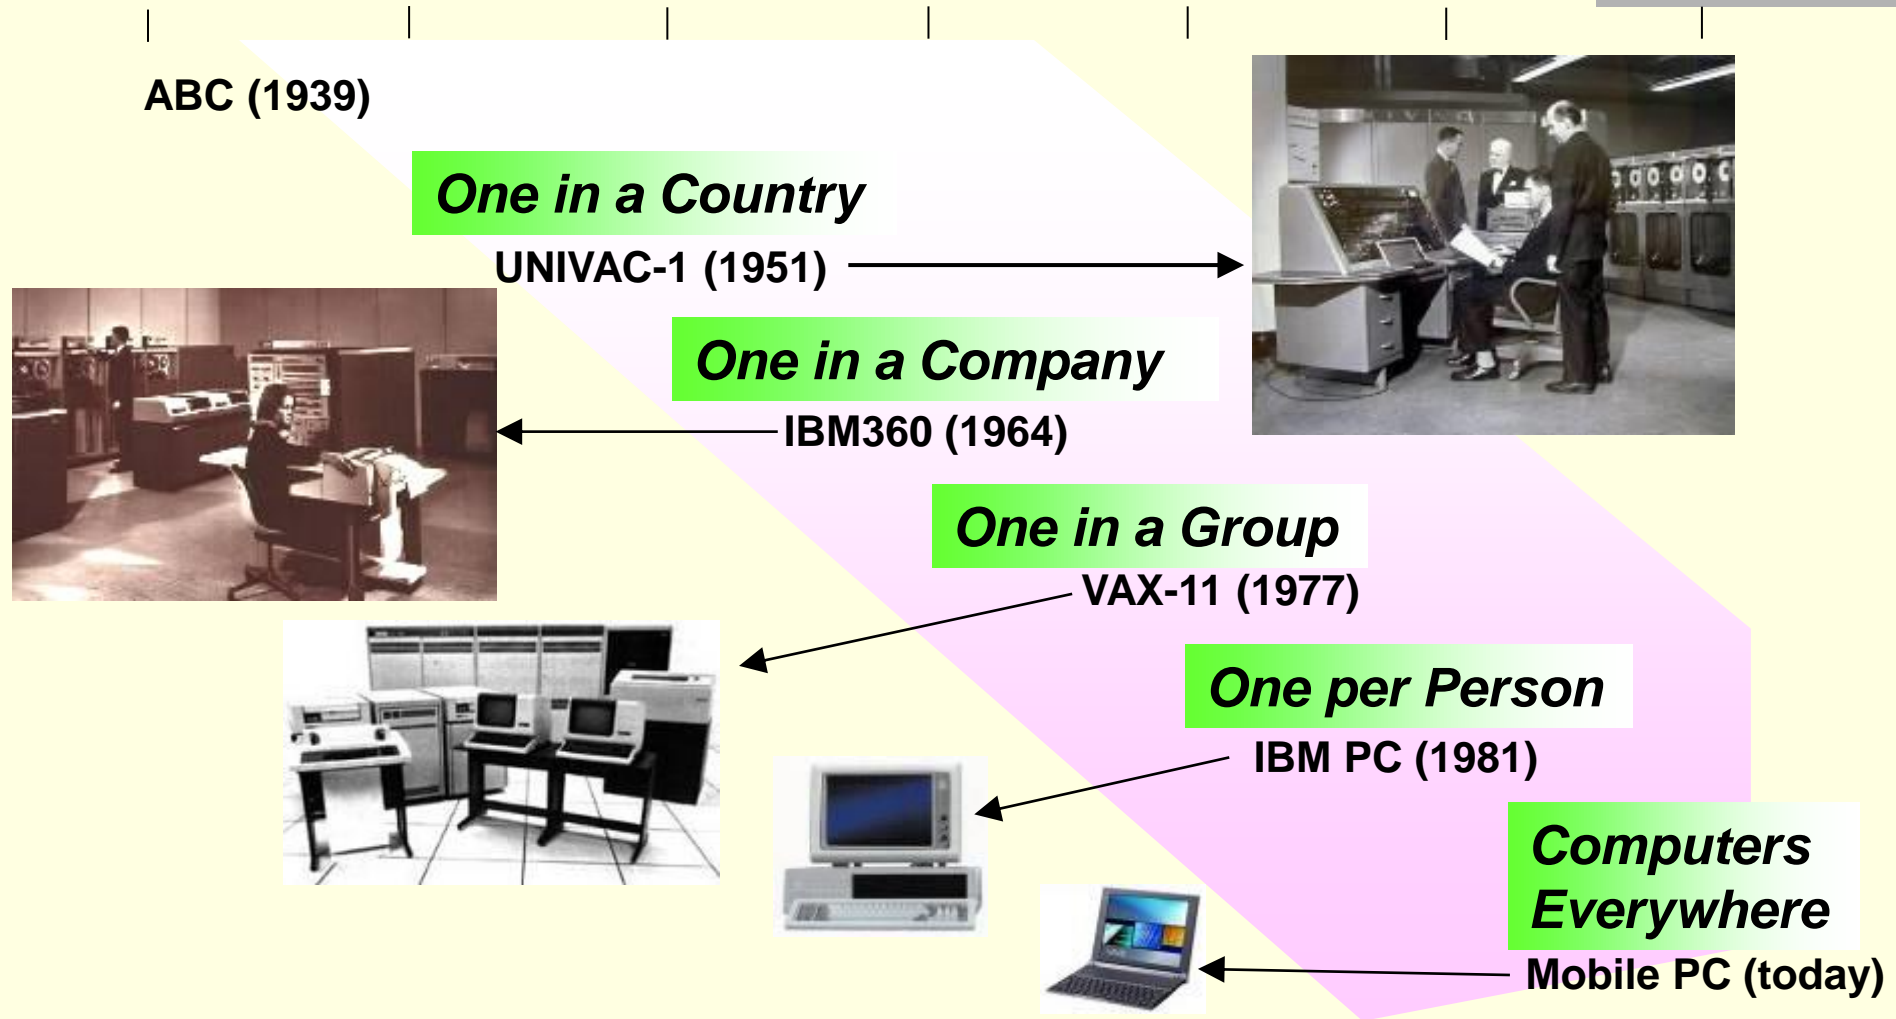 ABC (1939)
One in a Country
UNIVAC-1 (1951)
One in a Company
IBM360 (1964)
One in a Group
VAX-11 (1977)
One per Person
IBM PC (1981)
Computers
Everywhere
Mobile PC (today)